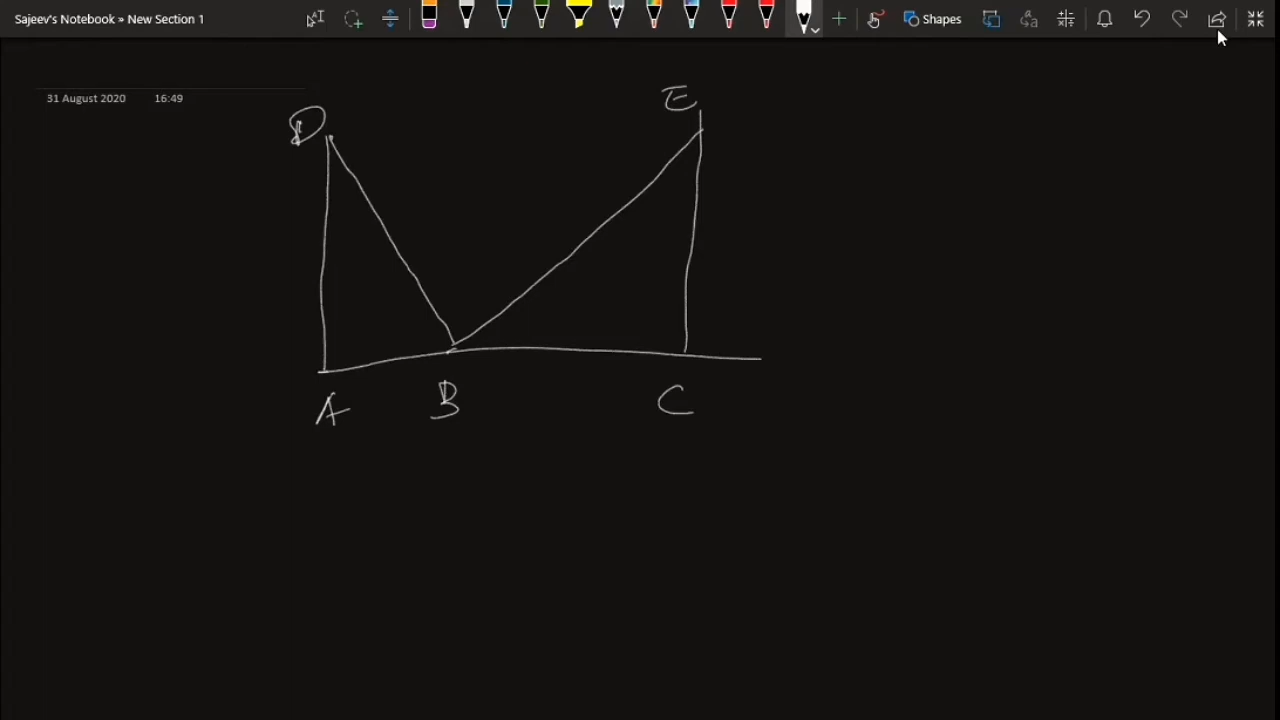 Sajeev's Notebook » New Section 1
Shapes
31 August 2020 16:49
D E
A B C